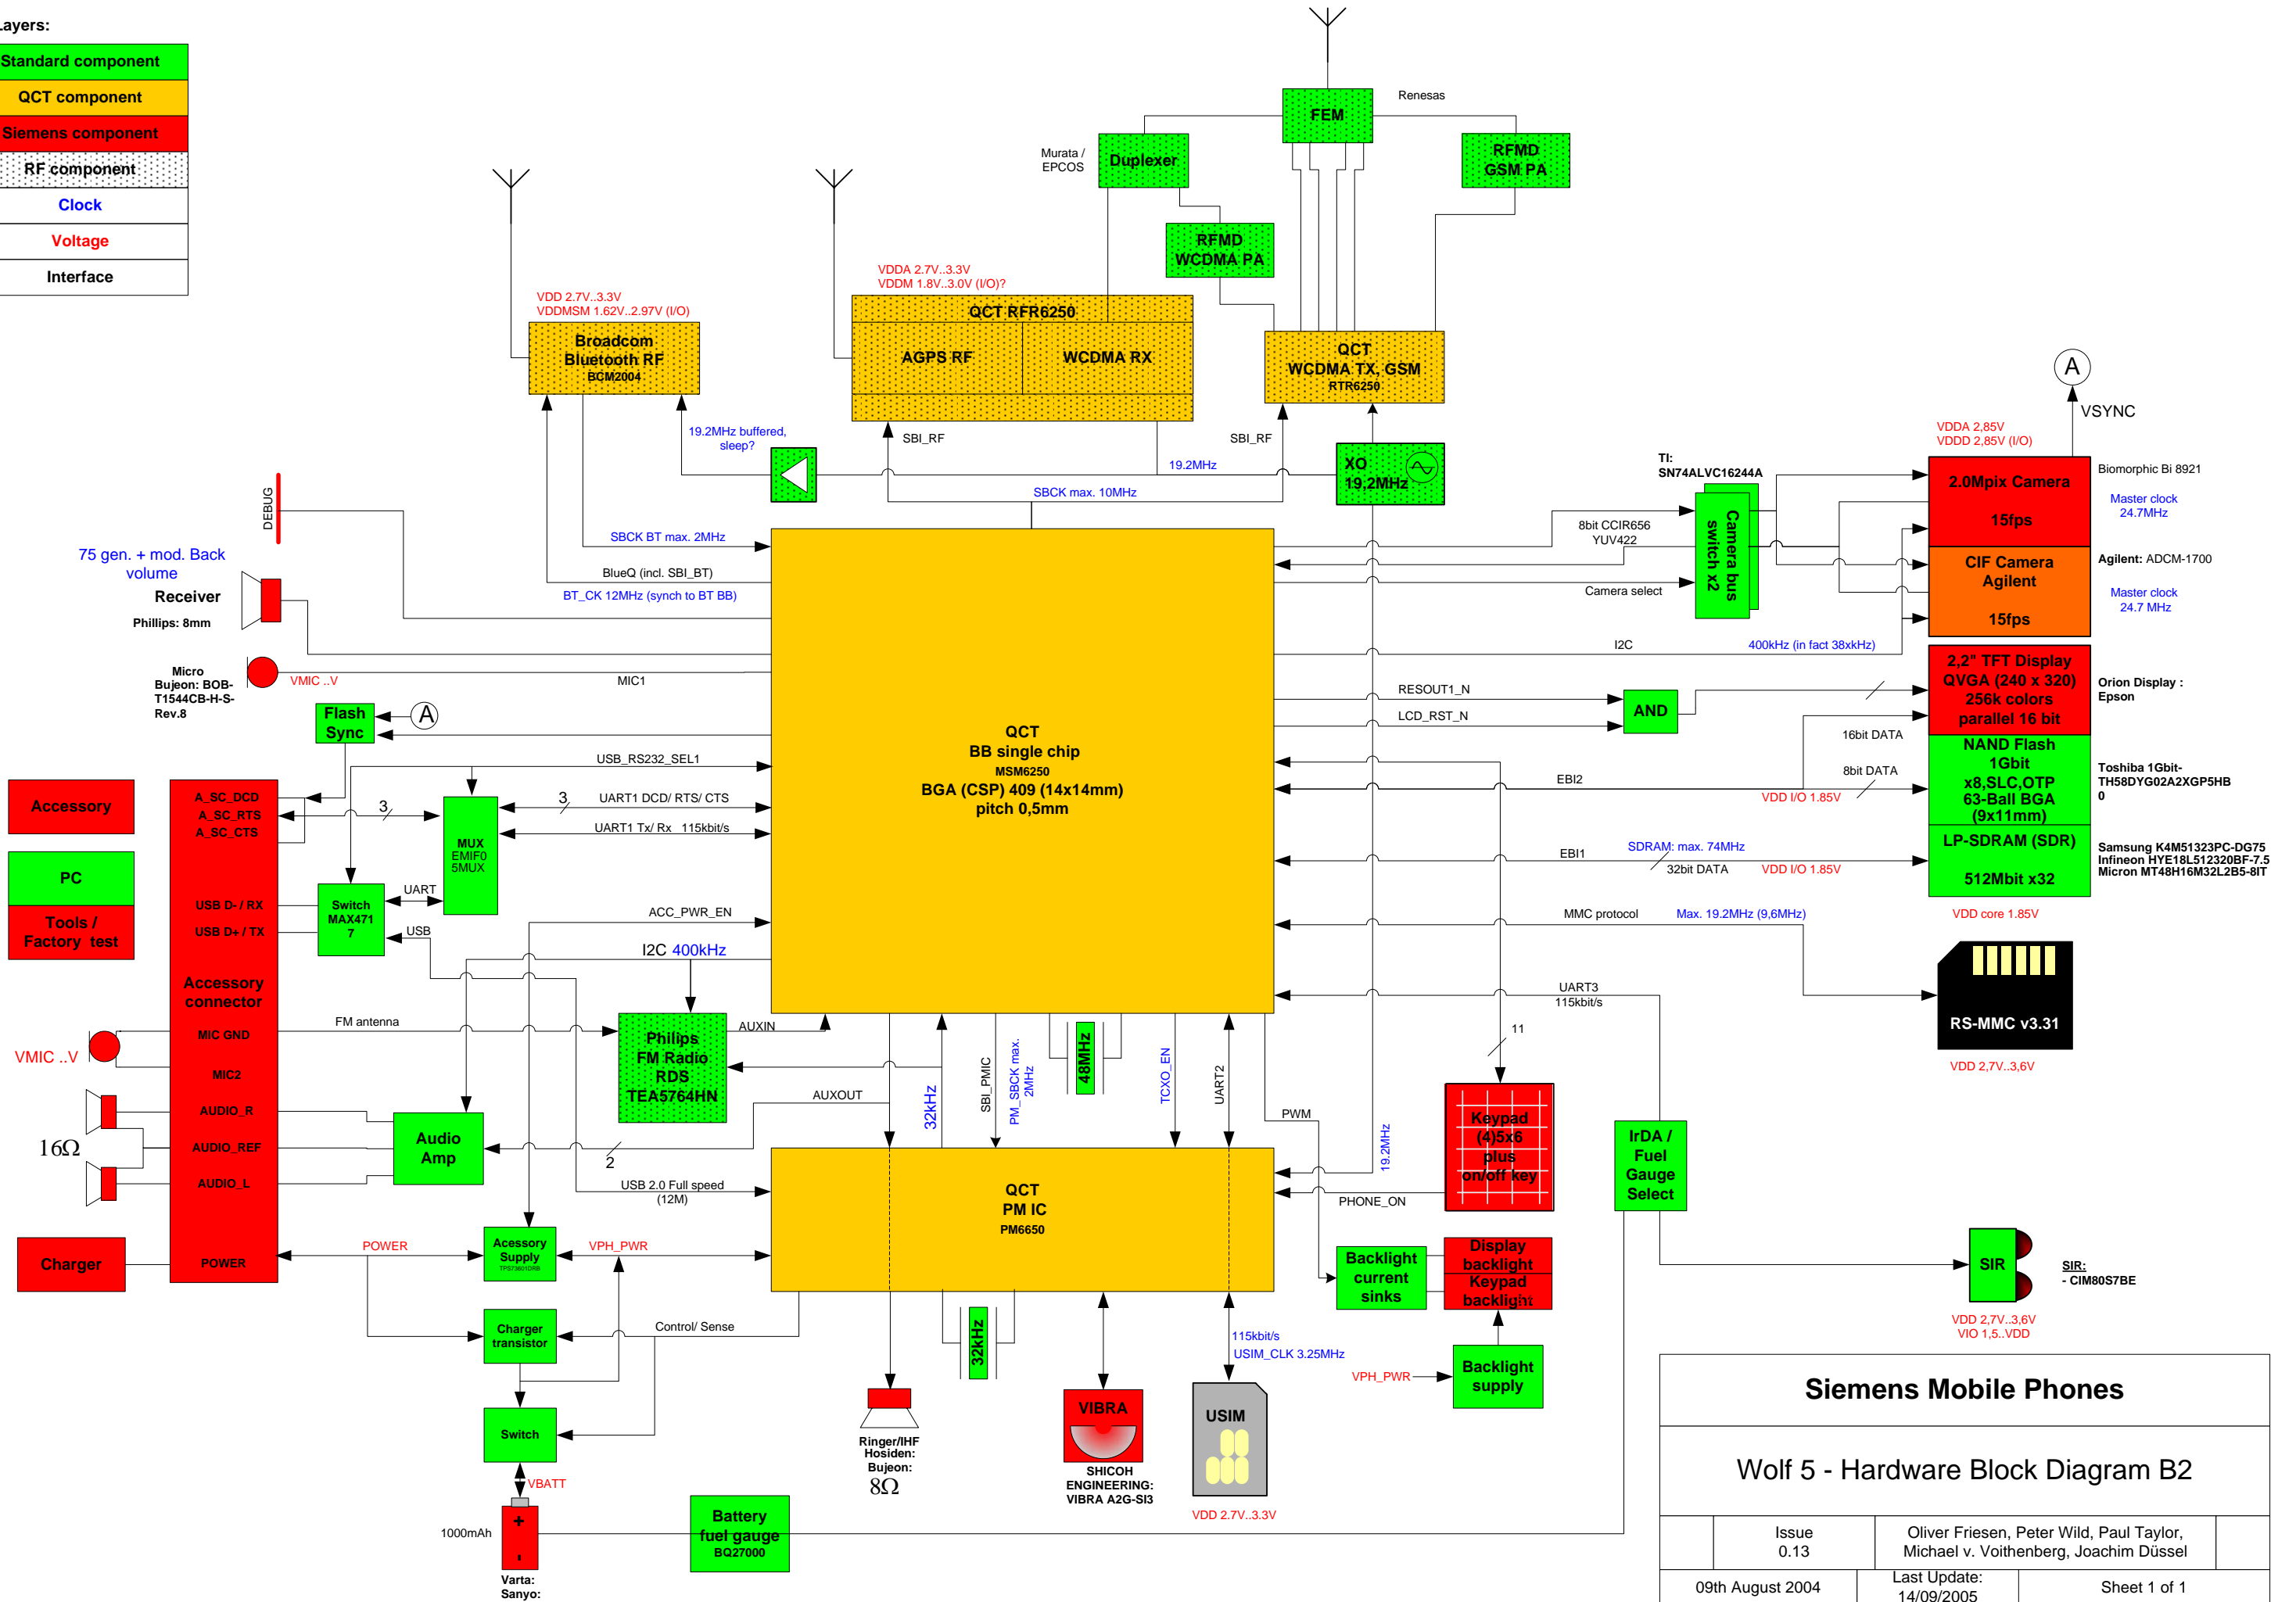 Layers:
Standard component
QCT component
Siemens component
RF component
Clock
Voltage
Interface
FEM
Renesas
Murata /
EPCOS
Duplexer
RFMD
GSM PA
RFMD
WCDMA PA
VDD 2.7V..3.3V
VDDMSM 1.62V..2.97V (I/O)
Broadcom
Bluetooth RF
BCM2004
VDDA 2.7V..3.3V
VDDM 1.8V..3.0V (I/O)?
QCT RFR6250
AGPS RF
WCDMA RX
QCT
WCDMA TX, GSM
RTR6250
A
VSYNC
19.2MHz buffered,
sleep?
SBI_RF
SBI_RF
19.2MHz
XO
19,2MHz
SBCK max. 10MHz
TI:
SN74ALVC16244A
Camera bus
switch x2
VDDA 2,85V
VDDD 2,85V (I/O)
2.0Mpix Camera
15fps
Biomorphic Bi 8921
Master clock
24.7MHz
CIF Camera
Agilent
15fps
Agilent: ADCM-1700
Master clock
24.7 MHz
8bit CCIR656
YUV422
Camera select
I2C
400kHz (in fact 38xkHz)
DEBUG
75 gen. + mod. Back
volume
Receiver
Phillips: 8mm
SBCK BT max. 2MHz
BlueQ (incl. SBI_BT)
BT_CK 12MHz (synch to BT BB)
Micro
Bujeon: BOB-
T1544CB-H-S-
Rev.8
VMIC ..V
MIC1
Flash
Sync
A
QCT
BB single chip
MSM6250
BGA (CSP) 409 (14x14mm)
pitch 0,5mm
RESOUT1_N
LCD_RST_N
AND
2,2" TFT Display
QVGA (240 x 320)
256k colors
parallel 16 bit
Orion Display :
Epson
16bit DATA
NAND Flash
1Gbit
x8,SLC,OTP
63-Ball BGA
(9x11mm)
Toshiba 1Gbit-
TH58DYG02A2XGP5HB
0
8bit DATA
EBI2
VDD I/O 1.85V
LP-SDRAM (SDR)
512Mbit x32
Samsung K4M51323PC-DG75
Infineon HYE18L512320BF-7.5
Micron MT48H16M32L2B5-8IT
EBI1
SDRAM: max. 74MHz
32bit DATA
VDD I/O 1.85V
VDD core 1.85V
MMC protocol
Max. 19.2MHz (9,6MHz)
RS-MMC v3.31
VDD 2,7V..3,6V
USB_RS232_SEL1
3
3
UART1 DCD/ RTS/ CTS
UART1 Tx/ Rx 115kbit/s
MUX
EMIF0
5MUX
UART
USB
Switch
MAX471
7
ACC_PWR_EN
I2C 400kHz
Accessory
PC
Tools /
Factory test
A_SC_DCD
A_SC_RTS
A_SC_CTS
USB D- / RX
USB D+ / TX
Accessory
connector
MIC GND
MIC2
AUDIO_R
AUDIO_REF
AUDIO_L
POWER
VMIC ..V
16Ω
Charger
FM antenna
Philips
FM Radio
RDS
TEA5764HN
AUXIN
AUXOUT
Audio
Amp
2
32kHz
SBI_PMIC
PM_SBCK max.
2MHz
48MHz
TCXO_EN
UART2
PWM
19.2MHz
UART3
115kbit/s
11
Keypad
(4)5x6
plus
on/off key
PHONE_ON
IrDA /
Fuel
Gauge
Select
USB 2.0 Full speed
(12M)
QCT
PM IC
PM6650
POWER
Acessory
Supply
TPS73601DRB
VPH_PWR
Charger
transistor
Control/ Sense
Switch
VBATT
+
-
1000mAh
Varta:
Sanyo:
Battery
fuel gauge
BQ27000
32kHz
Ringer/IHF
Hosiden:
Bujeon:
8Ω
VIBRA
SHICOH
ENGINEERING:
VIBRA A2G-SI3
115kbit/s
USIM_CLK 3.25MHz
USIM
VDD 2.7V..3.3V
Backlight
current
sinks
Display
backlight
Keypad
backlight
VPH_PWR
Backlight
supply
SIR
SIR:
- CIM80S7BE
VDD 2,7V..3,6V
VIO 1,5..VDD
Siemens Mobile Phones
Wolf 5 - Hardware Block Diagram B2
Issue
0.13
Oliver Friesen, Peter Wild, Paul Taylor,
Michael v. Voithenberg, Joachim Düssel
09th August 2004
Last Update:
14/09/2005
Sheet 1 of 1